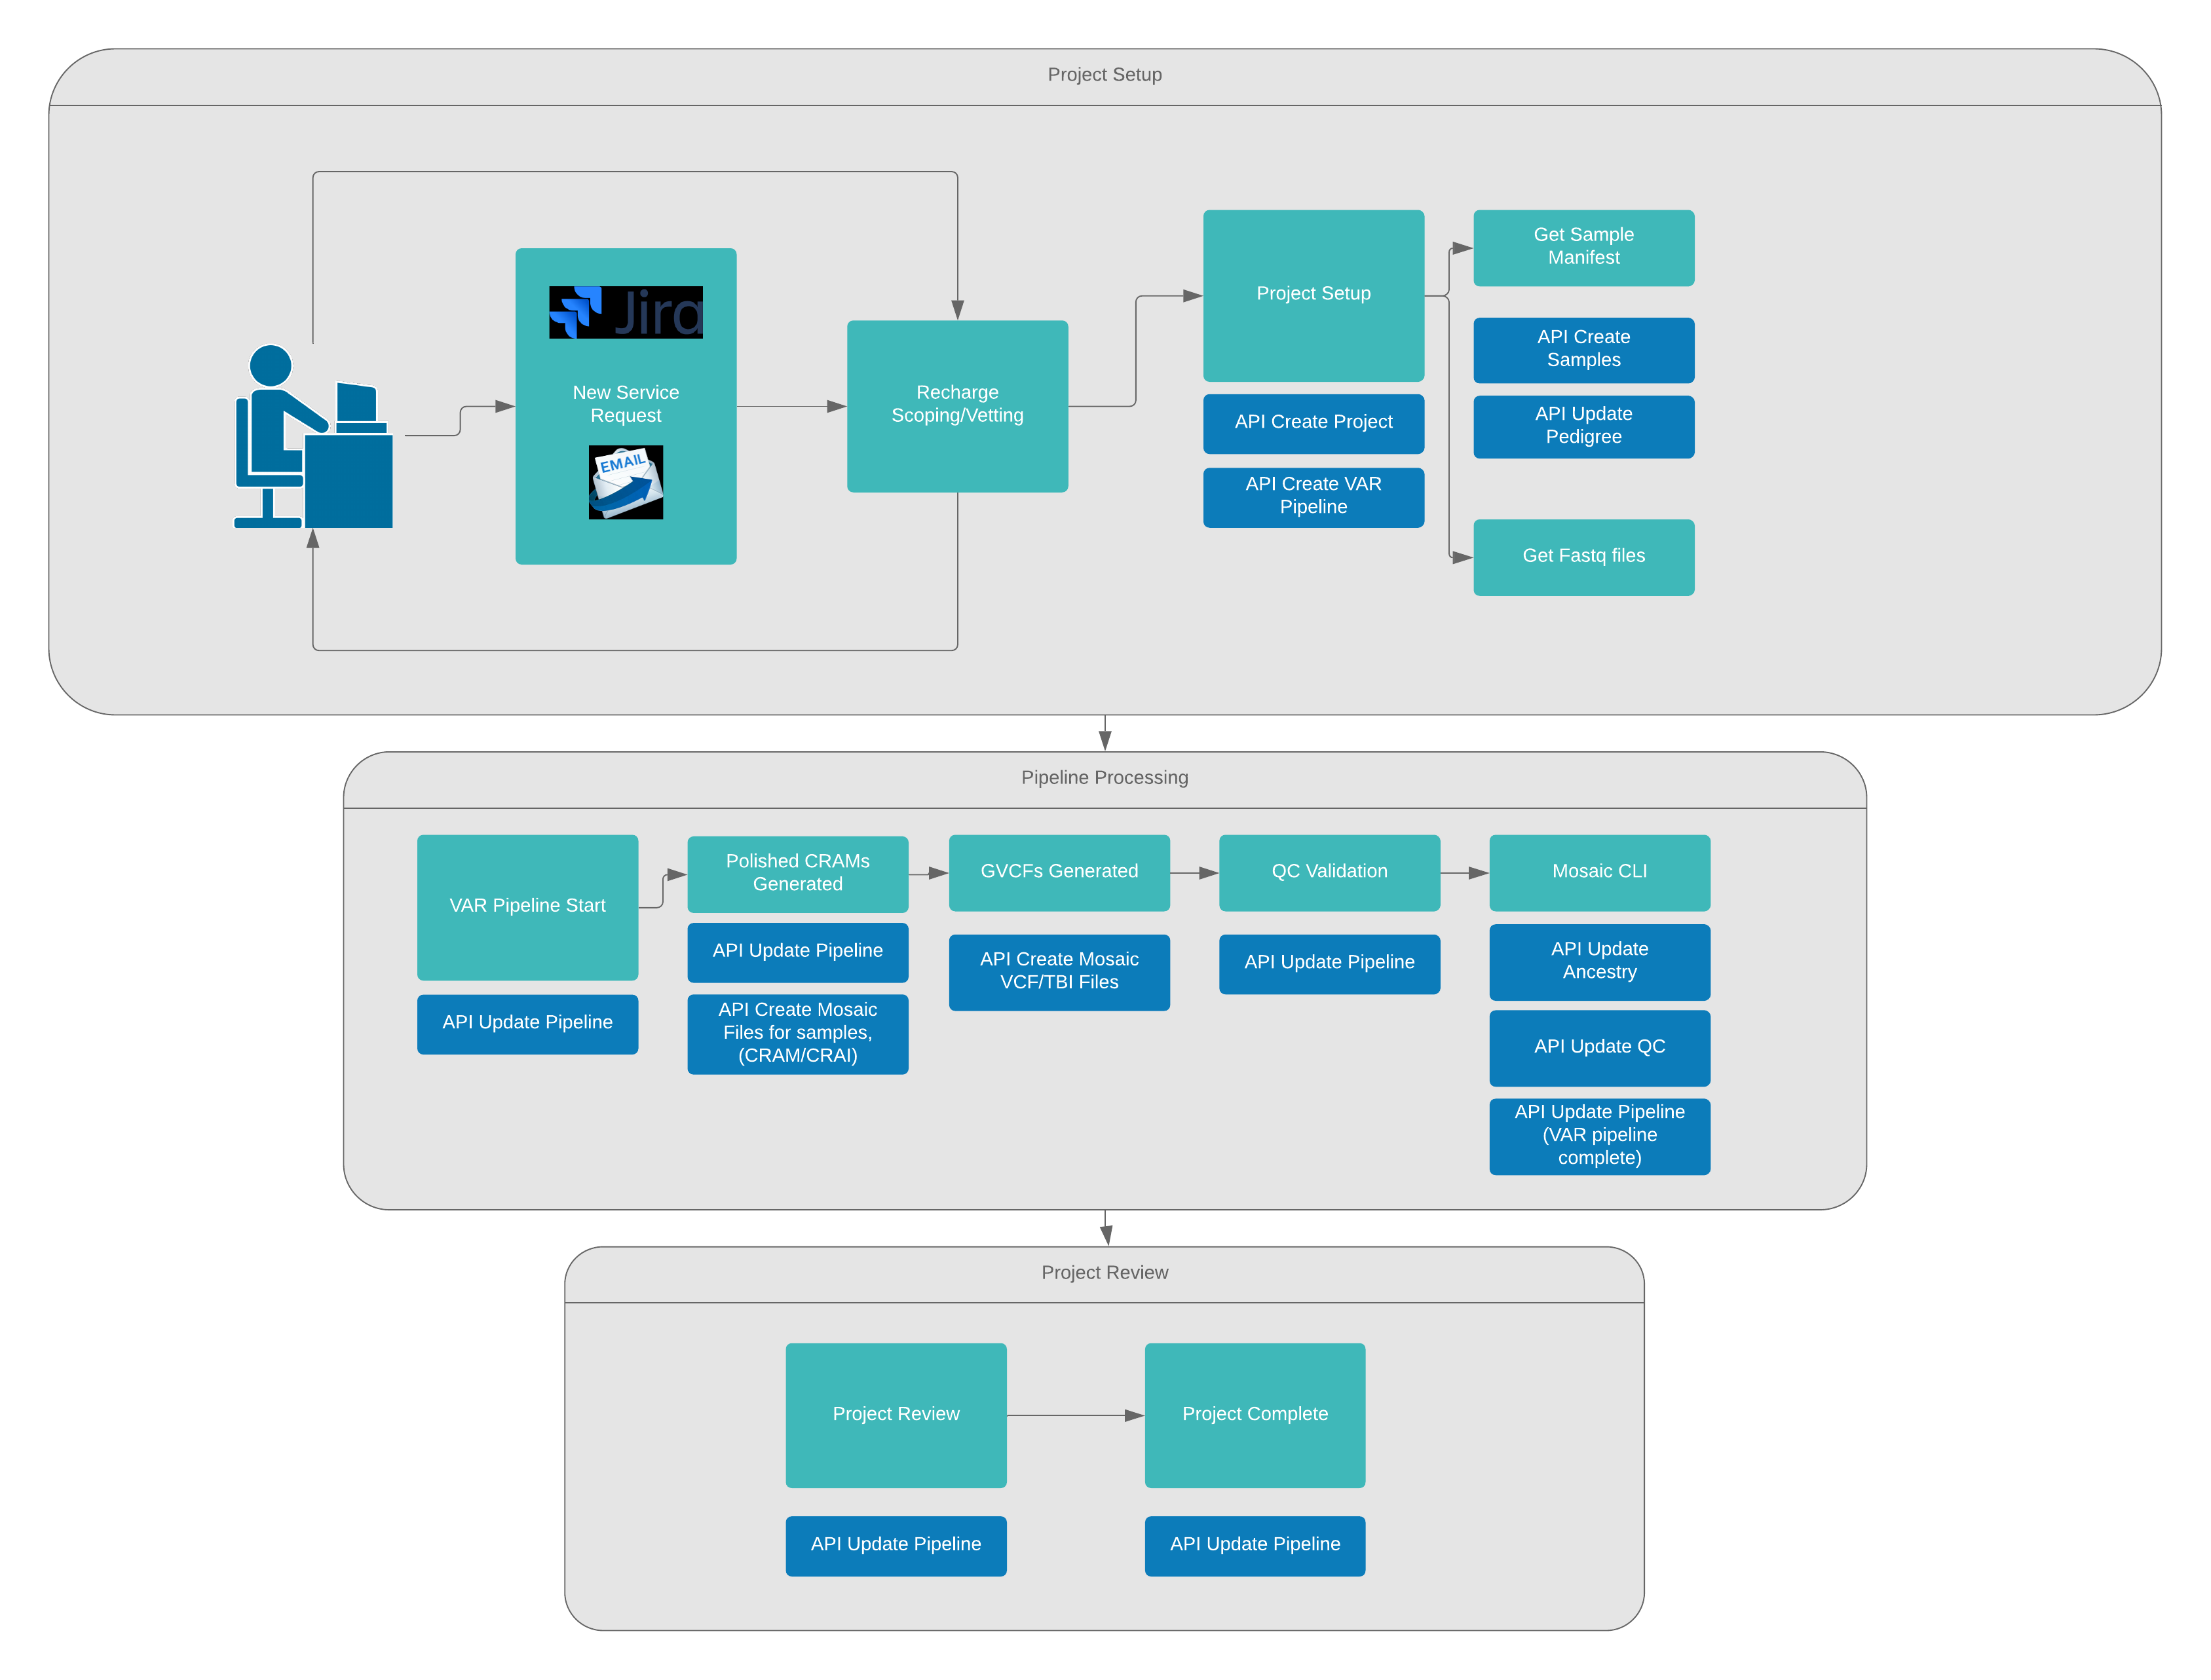 Project Setup
Jira
New Service
Request
EMAIL
Recharge
Scoping/Vetting
Project Setup
API Create Project
API Create VAR
Pipeline
Get Sample
Manifest
API Create
Samples
API Update
Pedigree
Get Fastq files
Pipeline Processing
VAR Pipeline Start
API Update Pipeline
Polished CRAMs
Generated
API Update Pipeline
API Create Mosaic
Files for samples,
(CRAM/CRAI)
GVCFs Generated
API Create Mosaic
VCF/TBI Files
QC Validation
API Update Pipeline
Mosaic CLI
API Update
Ancestry
API Update QC
API Update Pipeline
(VAR pipeline
complete)
Project Review
Project Review
API Update Pipeline
Project Complete
API Update Pipeline